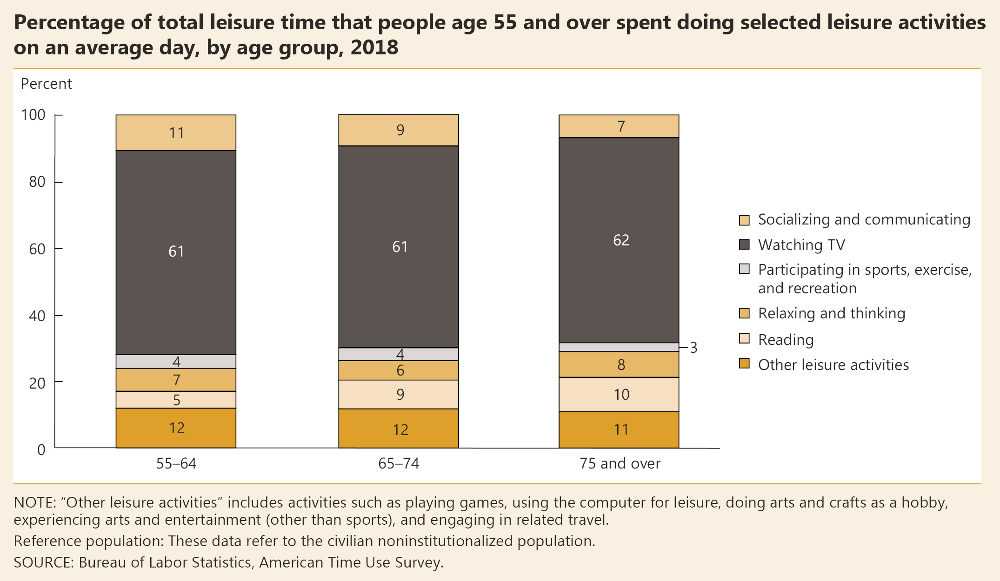 Percentage of total leisure time that people age 55 and over spent doing selected leisure activities
on an average day, by age group, 2018
Percent
100
80
60
40
20
0
11
61
4
7
5
12
9
61
4
6
9
12
7
62
3
8
10
11
55–64
65–74
75 and over
Socializing and communicating
Watching TV
Participating in sports, exercise,
and recreation
Relaxing and thinking
Reading
Other leisure activities
NOTE: “Other leisure activities” includes activities such as playing games, using the computer for leisure, doing arts and crafts as a hobby,
experiencing arts and entertainment (other than sports), and engaging in related travel.
Reference population: These data refer to the civilian noninstitutionalized population.
SOURCE: Bureau of Labor Statistics, American Time Use Survey.